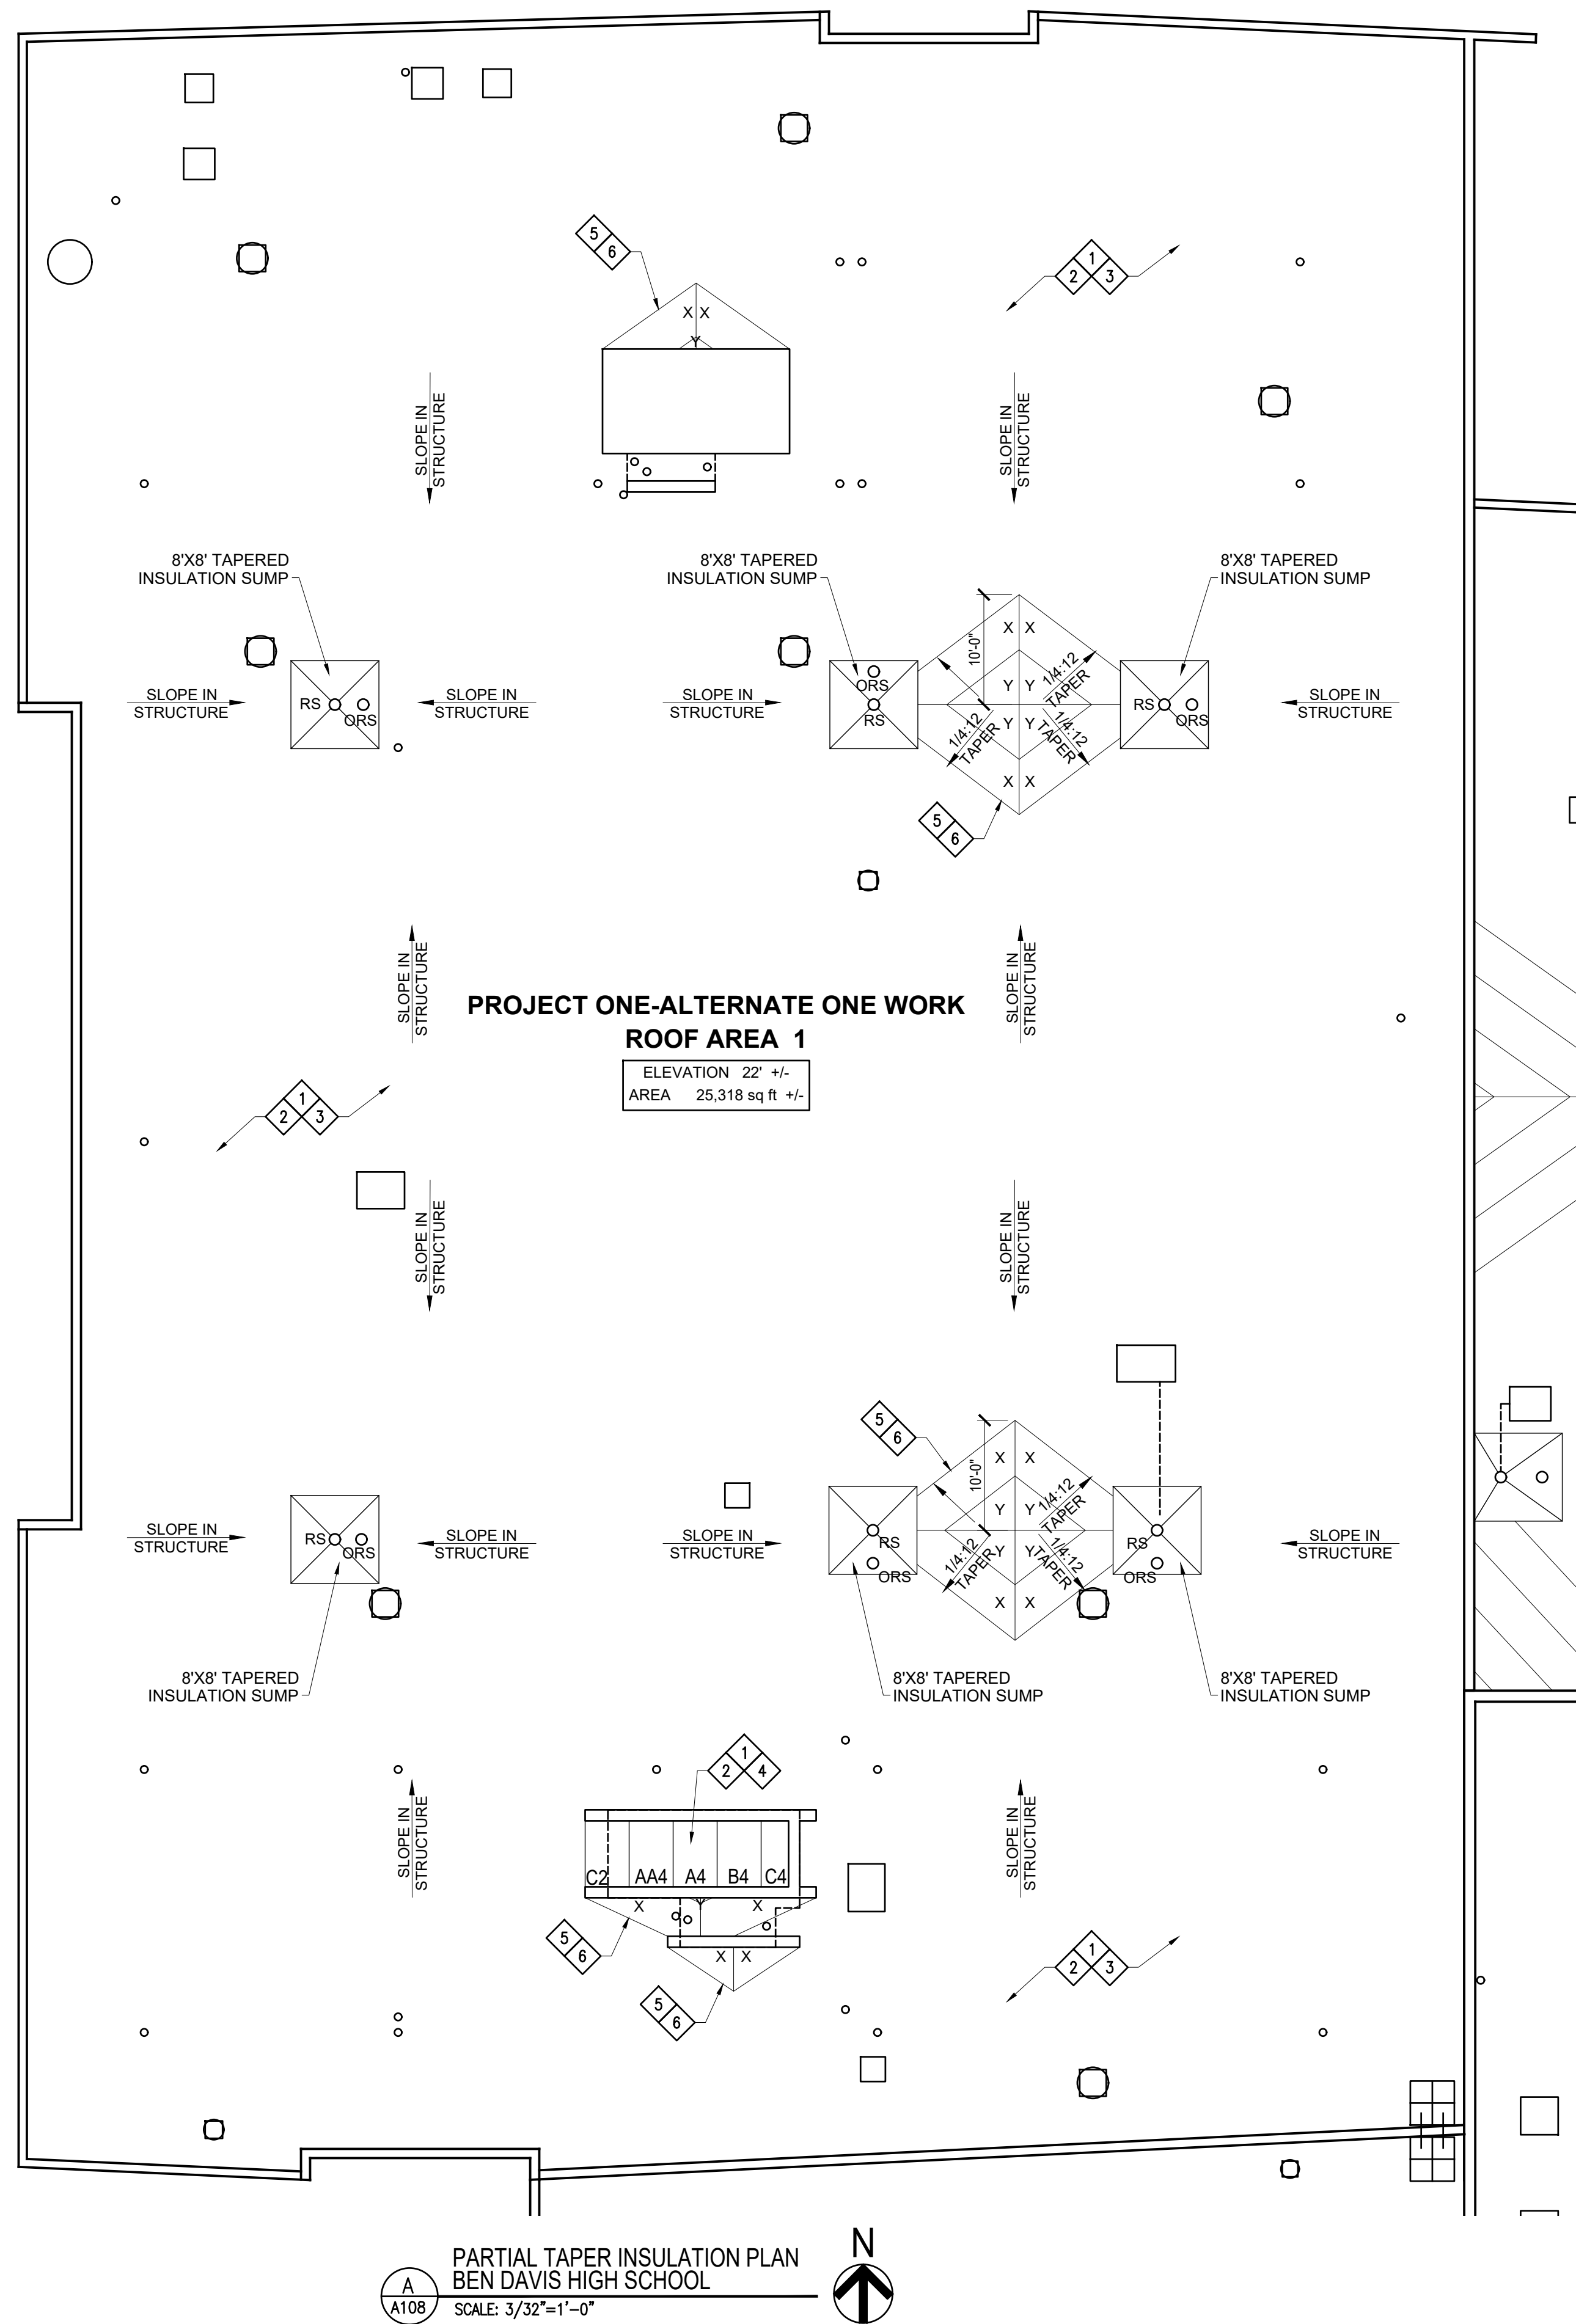 5
6
1
2 3
X X
Y
SLOPE IN
STRUCTURE
SLOPE IN
STRUCTURE
8'X8' TAPERED
INSULATION SUMP
8'X8' TAPERED
INSULATION SUMP
8'X8' TAPERED
INSULATION SUMP
10'-0"
X X
Y Y
1/4:12
TAPER
SLOPE IN
STRUCTURE
RS
ORS
SLOPE IN
STRUCTURE
SLOPE IN
STRUCTURE
ORS
RS
RS
ORS
SLOPE IN
STRUCTURE
Y Y
1/4:12
TAPER
1/4:12
TAPER
X X
5
6
SLOPE IN
STRUCTURE
SLOPE IN
STRUCTURE
PROJECT ONE-ALTERNATE ONE WORK
ROOF AREA 1
ELEVATION 22' +/-
AREA 25,318 sq ft +/-
1
2 3
SLOPE IN
STRUCTURE
SLOPE IN
STRUCTURE
5
6
10'-0"
X X
Y Y
1/4:12
TAPER
SLOPE IN
STRUCTURE
RS
ORS
SLOPE IN
STRUCTURE
SLOPE IN
STRUCTURE
RS
ORS
RS
ORS
SLOPE IN
STRUCTURE
Y Y
1/4:12
TAPER
1/4:12
TAPER
X X
8'X8' TAPERED
INSULATION SUMP
8'X8' TAPERED
INSULATION SUMP
8'X8' TAPERED
INSULATION SUMP
1
2 4
SLOPE IN
STRUCTURE
SLOPE IN
STRUCTURE
C2 AA4 A4 B4 C4
X Y X
5
6
X X
5
6
1
2 3
N
A
A108
PARTIAL TAPER INSULATION PLAN
BEN DAVIS HIGH SCHOOL
SCALE: 3/32"=1'-0"